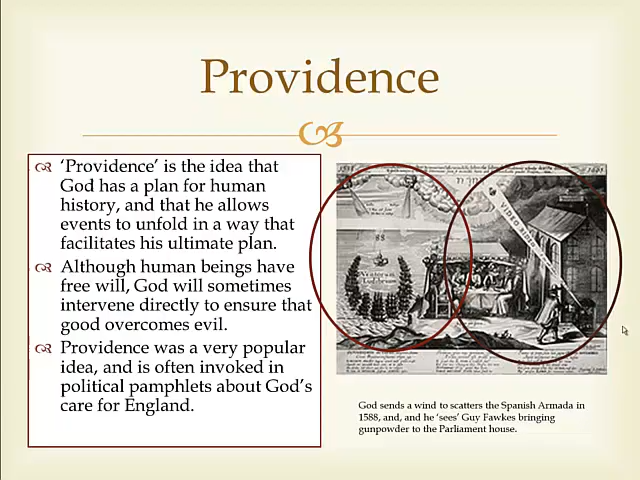 Providence
‘Providence’ is the idea that
God has a plan for human
history, and that he allows
events to unfold in a way that
facilitates his ultimate plan.
Although human beings have
free will, God will sometimes
intervene directly to ensure that
good overcomes evil.
Providence was a very popular
idea, and is often invoked in
political pamphlets about God’s
care for England.
God sends a wind to scatters the Spanish Armada in
1588, and, and he ‘sees’ Guy Fawkes bringing
gunpowder to the Parliament house.